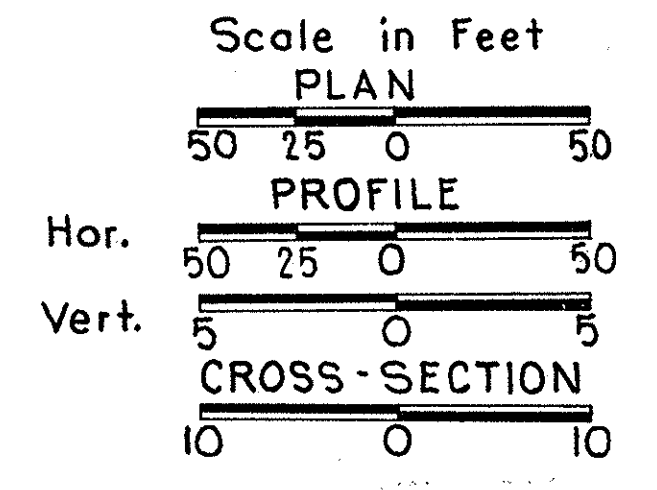 Scale in Feet
PLAN
50 25 0 50
PROFILE
Hor.
50 25 0 50
Vert.
5 0 5
CROSS-SECTION
10 0 10